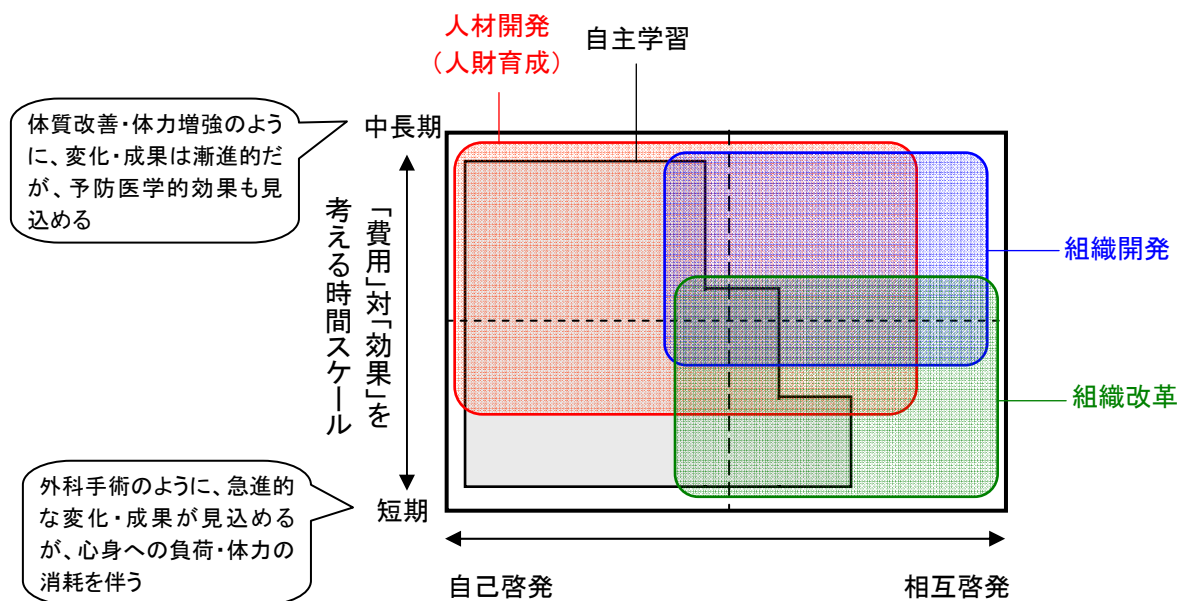 人材開発
（人財育成）
自主学習
体質改善・体力増強のよう
に、変化・成果は漸進的だ
が、予防医学的効果も見
込める
中長期
「費用」対「効果」を
考える時間スケール
組織開発
組織改革
外科手術のように、急進的
な変化・成果が見込める
が、心身への負荷・体力の
消耗を伴う
短期
自己啓発
相互啓発